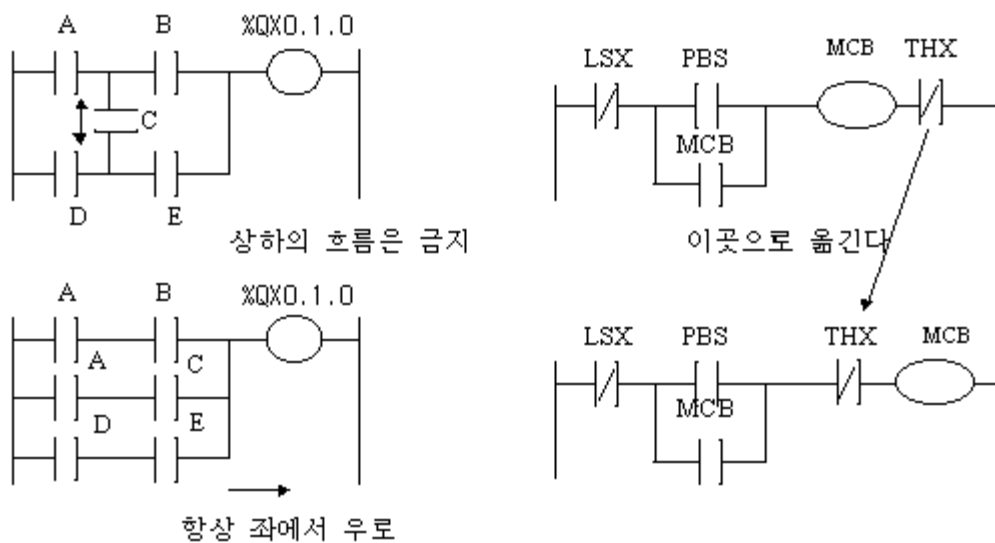 A B %QX0.1.0
C
D E
상하의 흐름은 금지
A B %QX0.1.0
A C
D E
항상 좌에서 우로
LSX PBS MCB THX
MCB
이곳으로 옮긴다
LSX PBS THX MCB
MCB